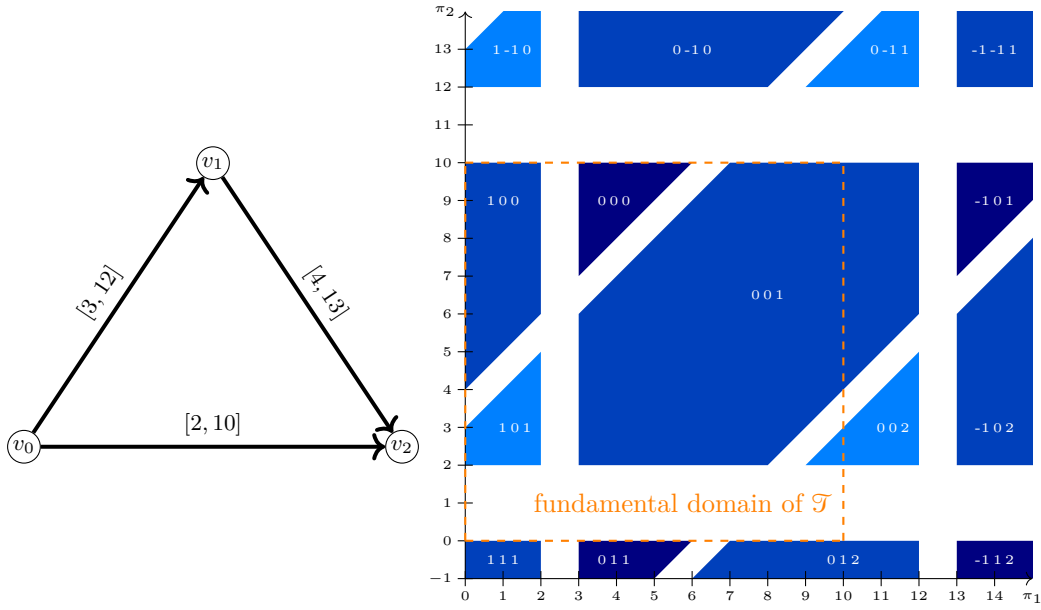 v₁
[3, 12]
[4, 13]
[2, 10]
v₀
v₂
π₂
13
12
11
10
9
8
7
6
5
4
3
2
1
0
−1
1 -1 0
0 -1 0
0 -1 1
-1 -1 1
1 0 0
0 0 0
-1 0 1
0 0 1
1 0 1
0 0 2
-1 0 2
fundamental domain of 𝒯
1 1 1
0 1 1
0 1 2
-1 1 2
0 1 2 3 4 5 6 7 8 9 10 11 12 13 14 π₁